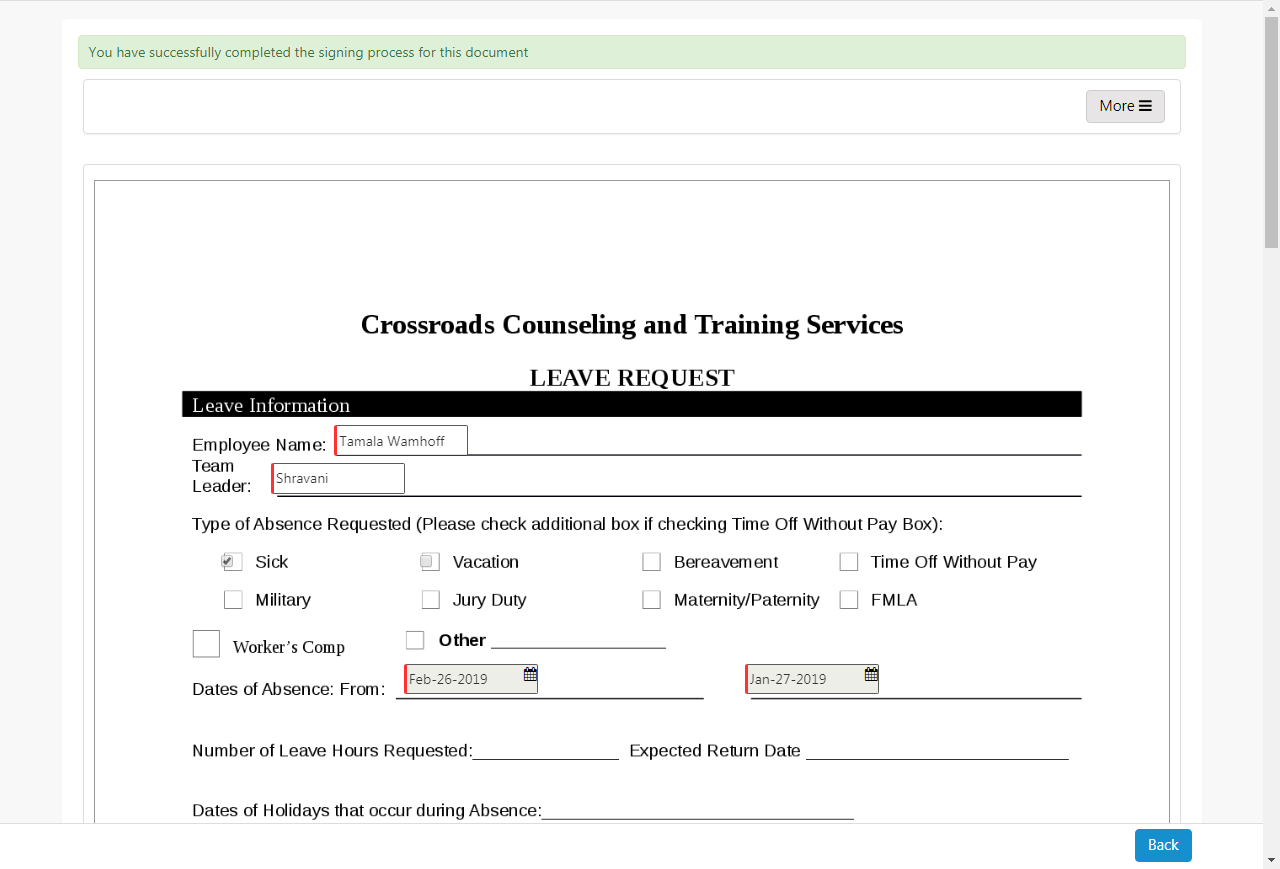 You have successfully completed the signing process for this document
More
Crossroads Counseling and Training Services
LEAVE REQUEST
Leave Information
Employee Name: Tamala Wamhoff
Team
Leader: Shravani
Type of Absence Requested (Please check additional box if checking Time Off Without Pay Box):
Sick Vacation Bereavement Time Off Without Pay
Military Jury Duty Maternity/Paternity FMLA
Worker's Comp Other
Dates of Absence: From: Feb-26-2019 Jan-27-2019
Number of Leave Hours Requested: Expected Return Date
Dates of Holidays that occur during Absence:
Back